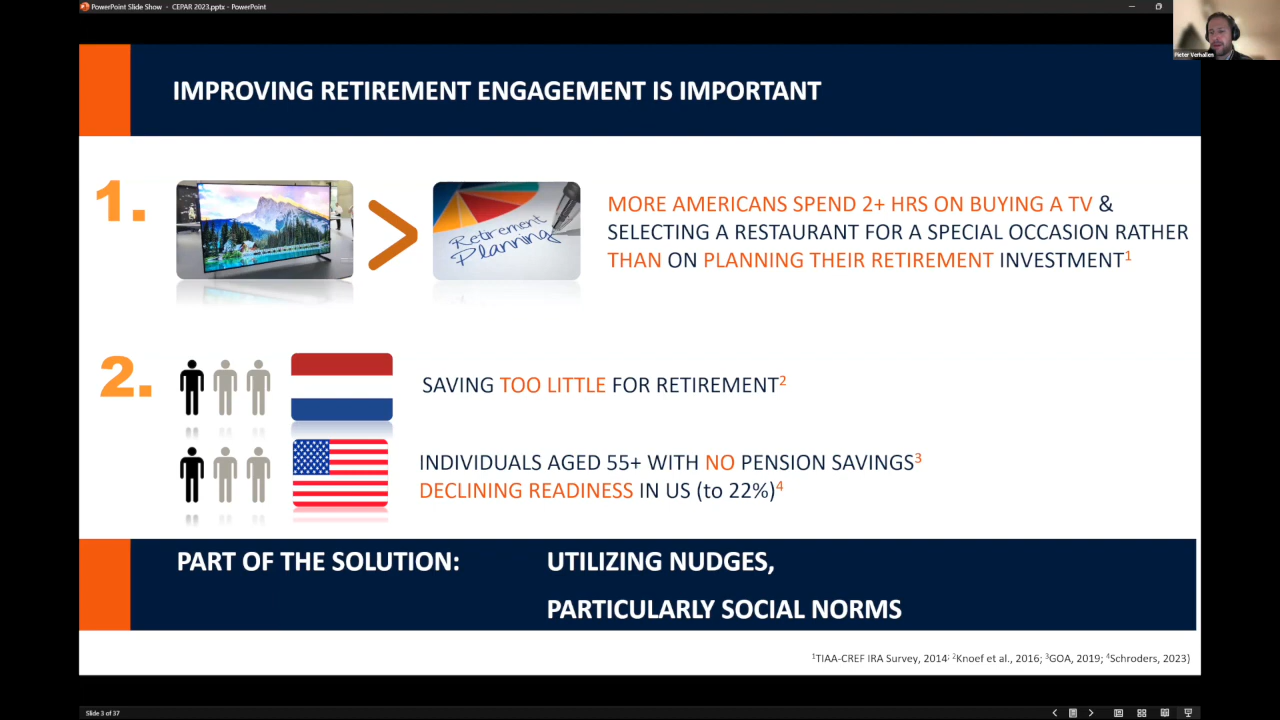 PowerPoint Slide Show - CEPAR 2023.pptx - PowerPoint
Pieter Verhallen
IMPROVING RETIREMENT ENGAGEMENT IS IMPORTANT
1.
Retirement
Planning
MORE AMERICANS SPEND 2+ HRS ON BUYING A TV &
SELECTING A RESTAURANT FOR A SPECIAL OCCASION RATHER
THAN ON PLANNING THEIR RETIREMENT INVESTMENT1
2.
SAVING TOO LITTLE FOR RETIREMENT2
INDIVIDUALS AGED 55+ WITH NO PENSION SAVINGS3
DECLINING READINESS IN US (to 22%)4
PART OF THE SOLUTION: UTILIZING NUDGES,
PARTICULARLY SOCIAL NORMS
1TIAA-CREF IRA Survey, 2014; 2Knoef et al., 2016; 3GOA, 2019; 4Schroders, 2023)
Slide 3 of 37